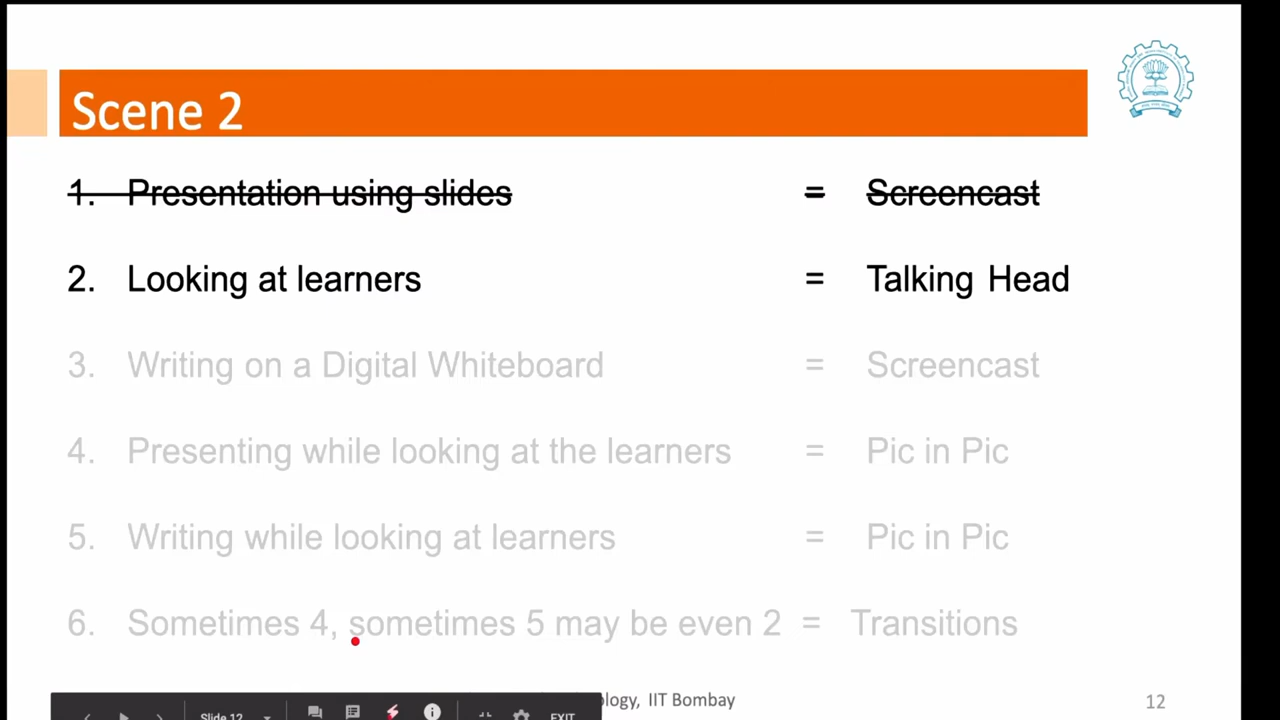 Scene 2
1. Presentation using slides = Screencast
2. Looking at learners = Talking Head
3. Writing on a Digital Whiteboard = Screencast
4. Presenting while looking at the learners = Pic in Pic
5. Writing while looking at learners = Pic in Pic
6. Sometimes 4, sometimes 5 may be even 2 = Transitions
IIT Bombay 12
Slide 12 EXIT